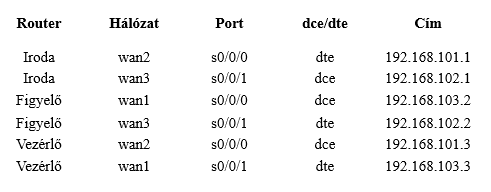 Router Hálózat Port dce/dte Cím
Iroda wan2 s0/0/0 dte 192.168.101.1
Iroda wan3 s0/0/1 dce 192.168.102.1
Figyelő wan1 s0/0/0 dce 192.168.103.2
Figyelő wan3 s0/0/1 dte 192.168.102.2
Vezérlő wan2 s0/0/0 dce 192.168.101.3
Vezérlő wan1 s0/0/1 dte 192.168.103.3